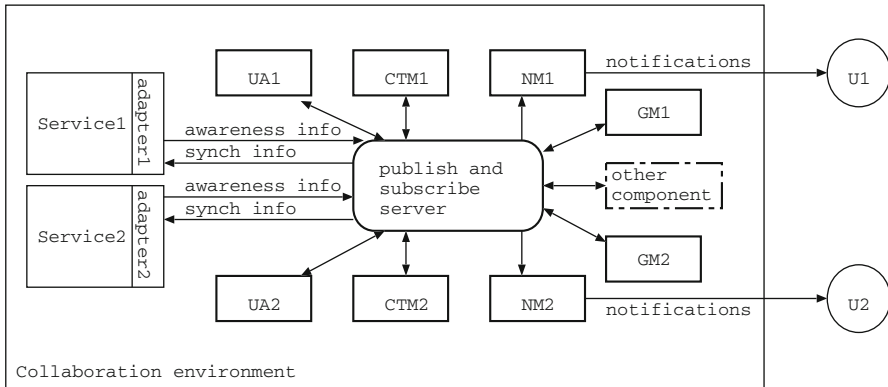 notifications
UA1
CTM1
NM1
U1
Service1
adapter1
GM1
awareness info
synch info
publish and
subscribe
server
other
component
awareness info
synch info
Service2
adapter2
GM2
UA2
CTM2
NM2
notifications
U2
Collaboration environment